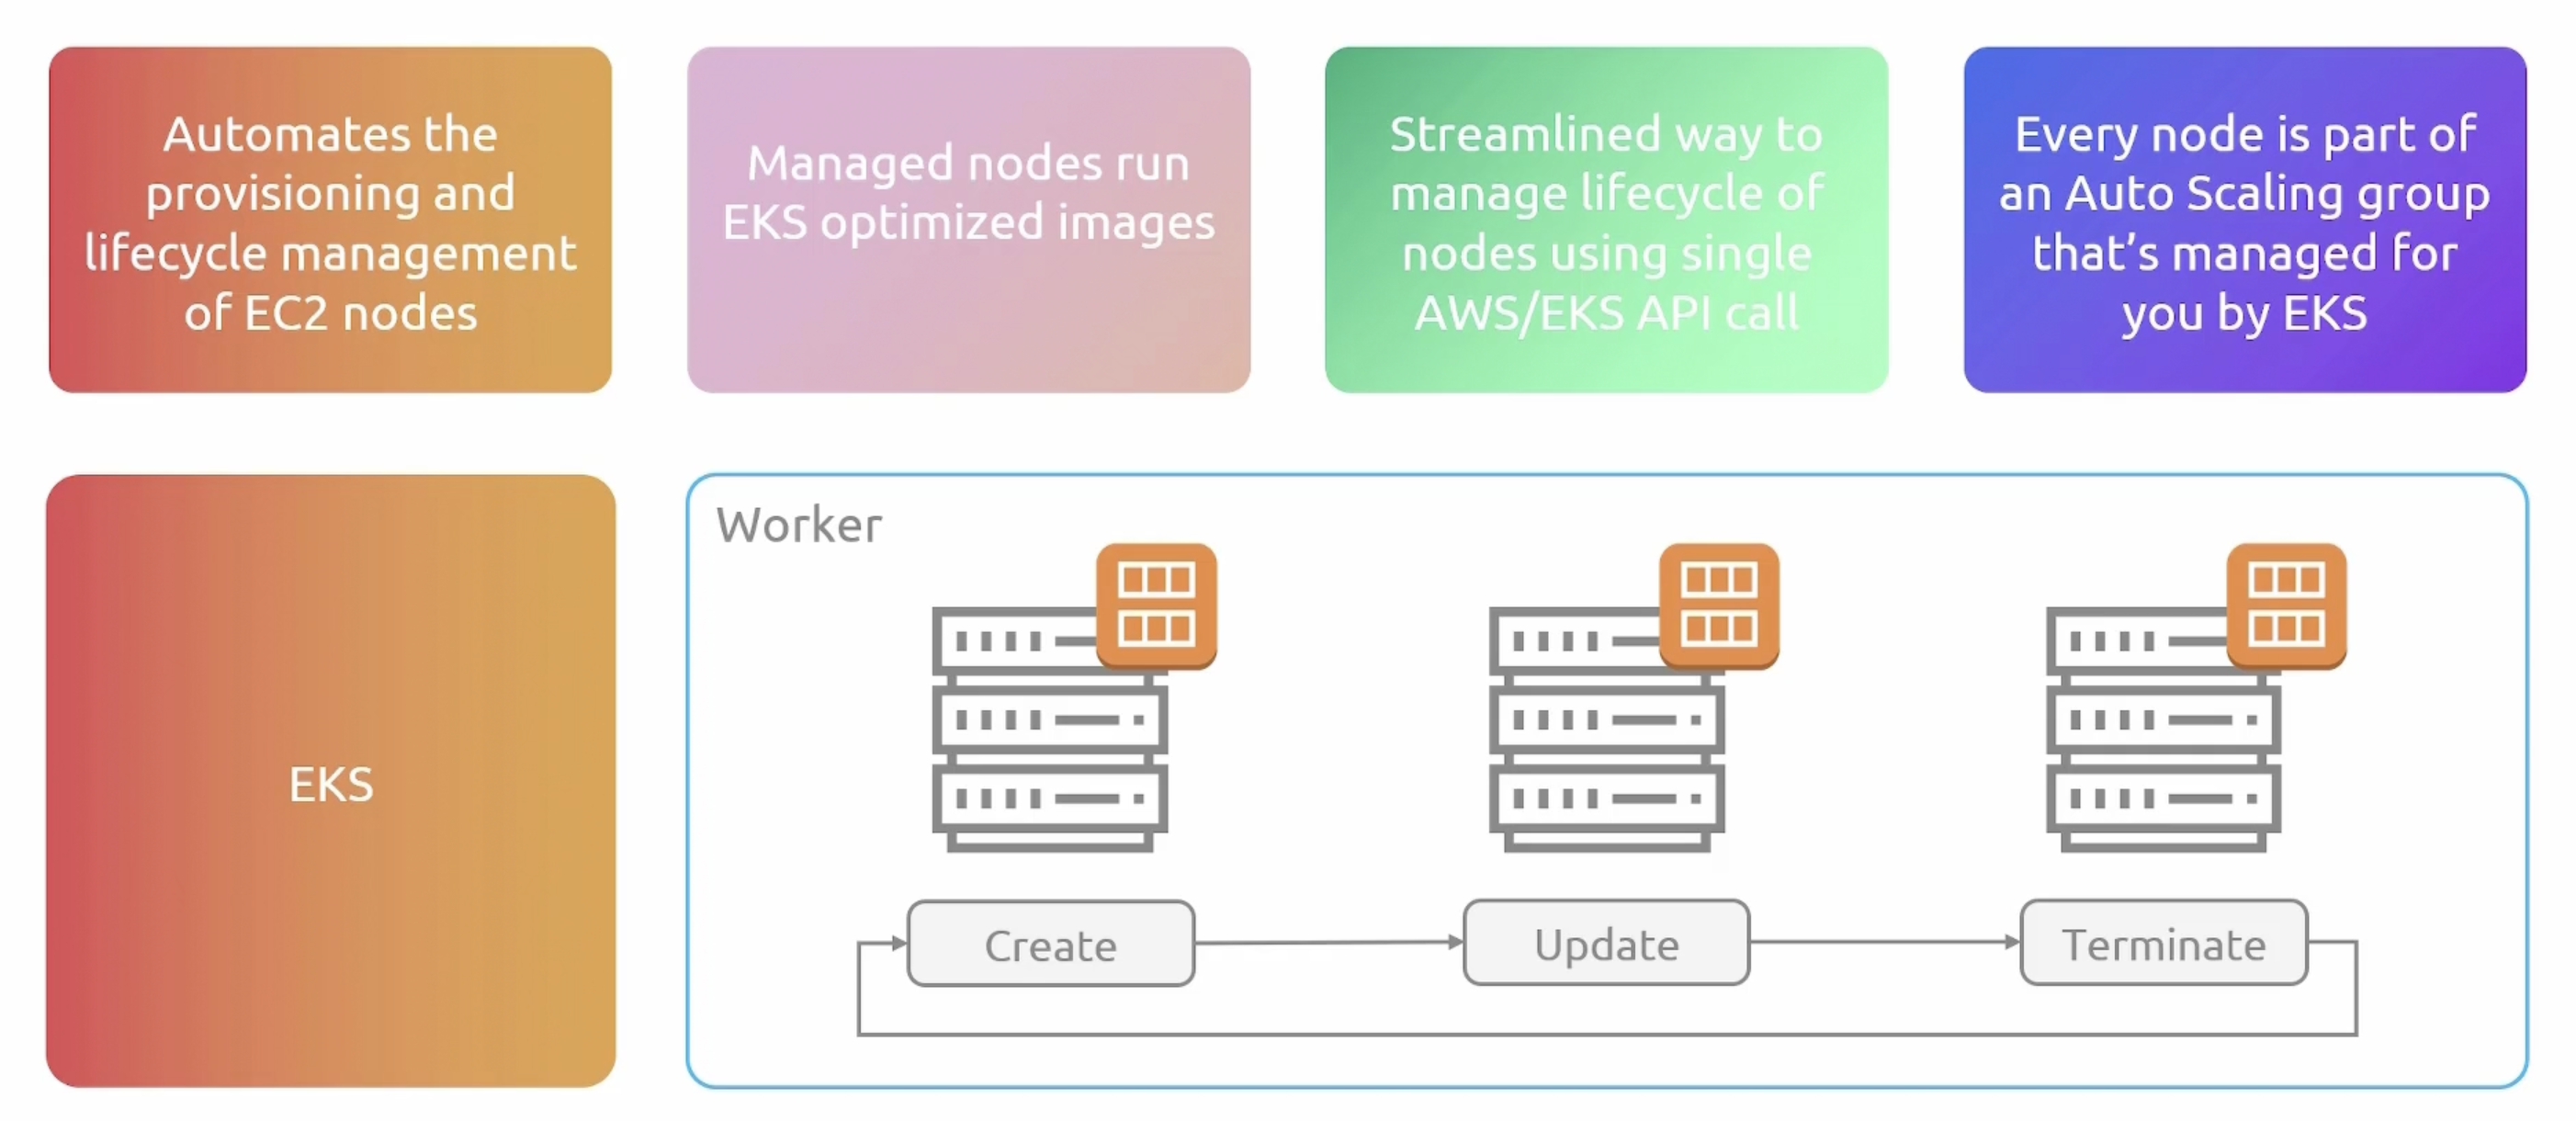 Automates the
provisioning and
lifecycle management
of EC2 nodes
Managed nodes run
EKS optimized images
Streamlined way to
manage lifecycle of
nodes using single
AWS/EKS API call
Every node is part of
an Auto Scaling group
that’s managed for
you by EKS
EKS
Worker
Create
Update
Terminate